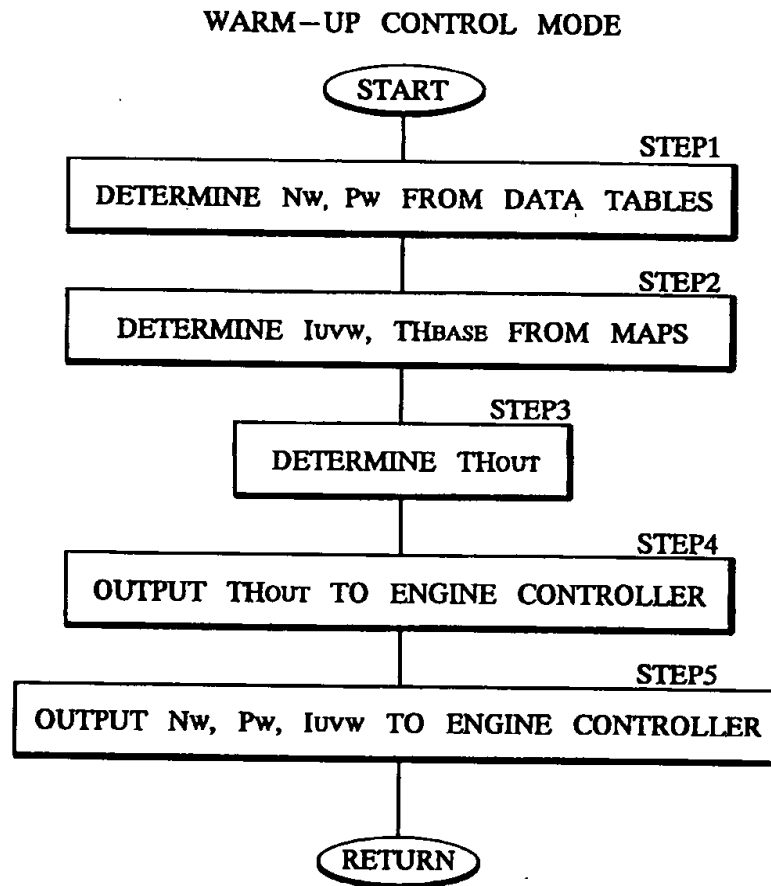 WARM-UP CONTROL MODE
START
STEP1
DETERMINE Nw, Pw FROM DATA TABLES
STEP2
DETERMINE Iuvw, THBASE FROM MAPS
STEP3
DETERMINE THOUT
STEP4
OUTPUT THOUT TO ENGINE CONTROLLER
STEP5
OUTPUT Nw, Pw, Iuvw TO ENGINE CONTROLLER
RETURN